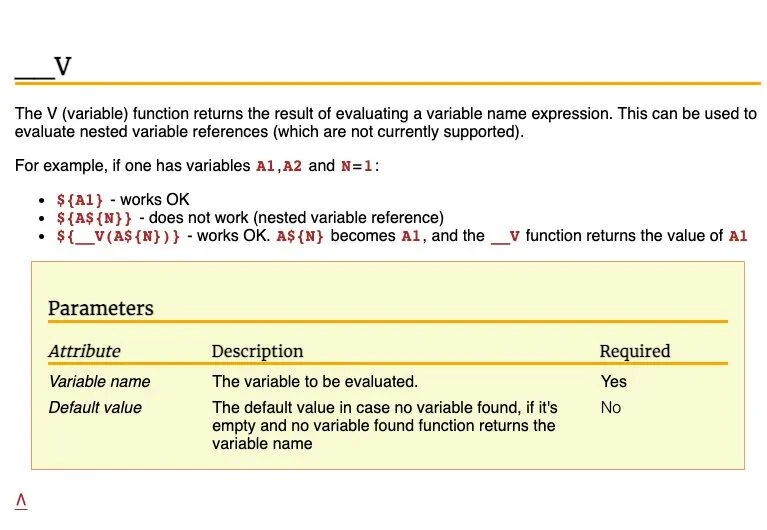 __V
The V (variable) function returns the result of evaluating a variable name expression. This can be used to
evaluate nested variable references (which are not currently supported).
For example, if one has variables A1,A2 and N=1:
• ${A1} - works OK
• ${A${N}} - does not work (nested variable reference)
• ${__V(A${N})} - works OK. A${N} becomes A1, and the __V function returns the value of A1
Parameters
Attribute Description Required
Variable name The variable to be evaluated. Yes
Default value The default value in case no variable found, if it's No
empty and no variable found function returns the
variable name
^